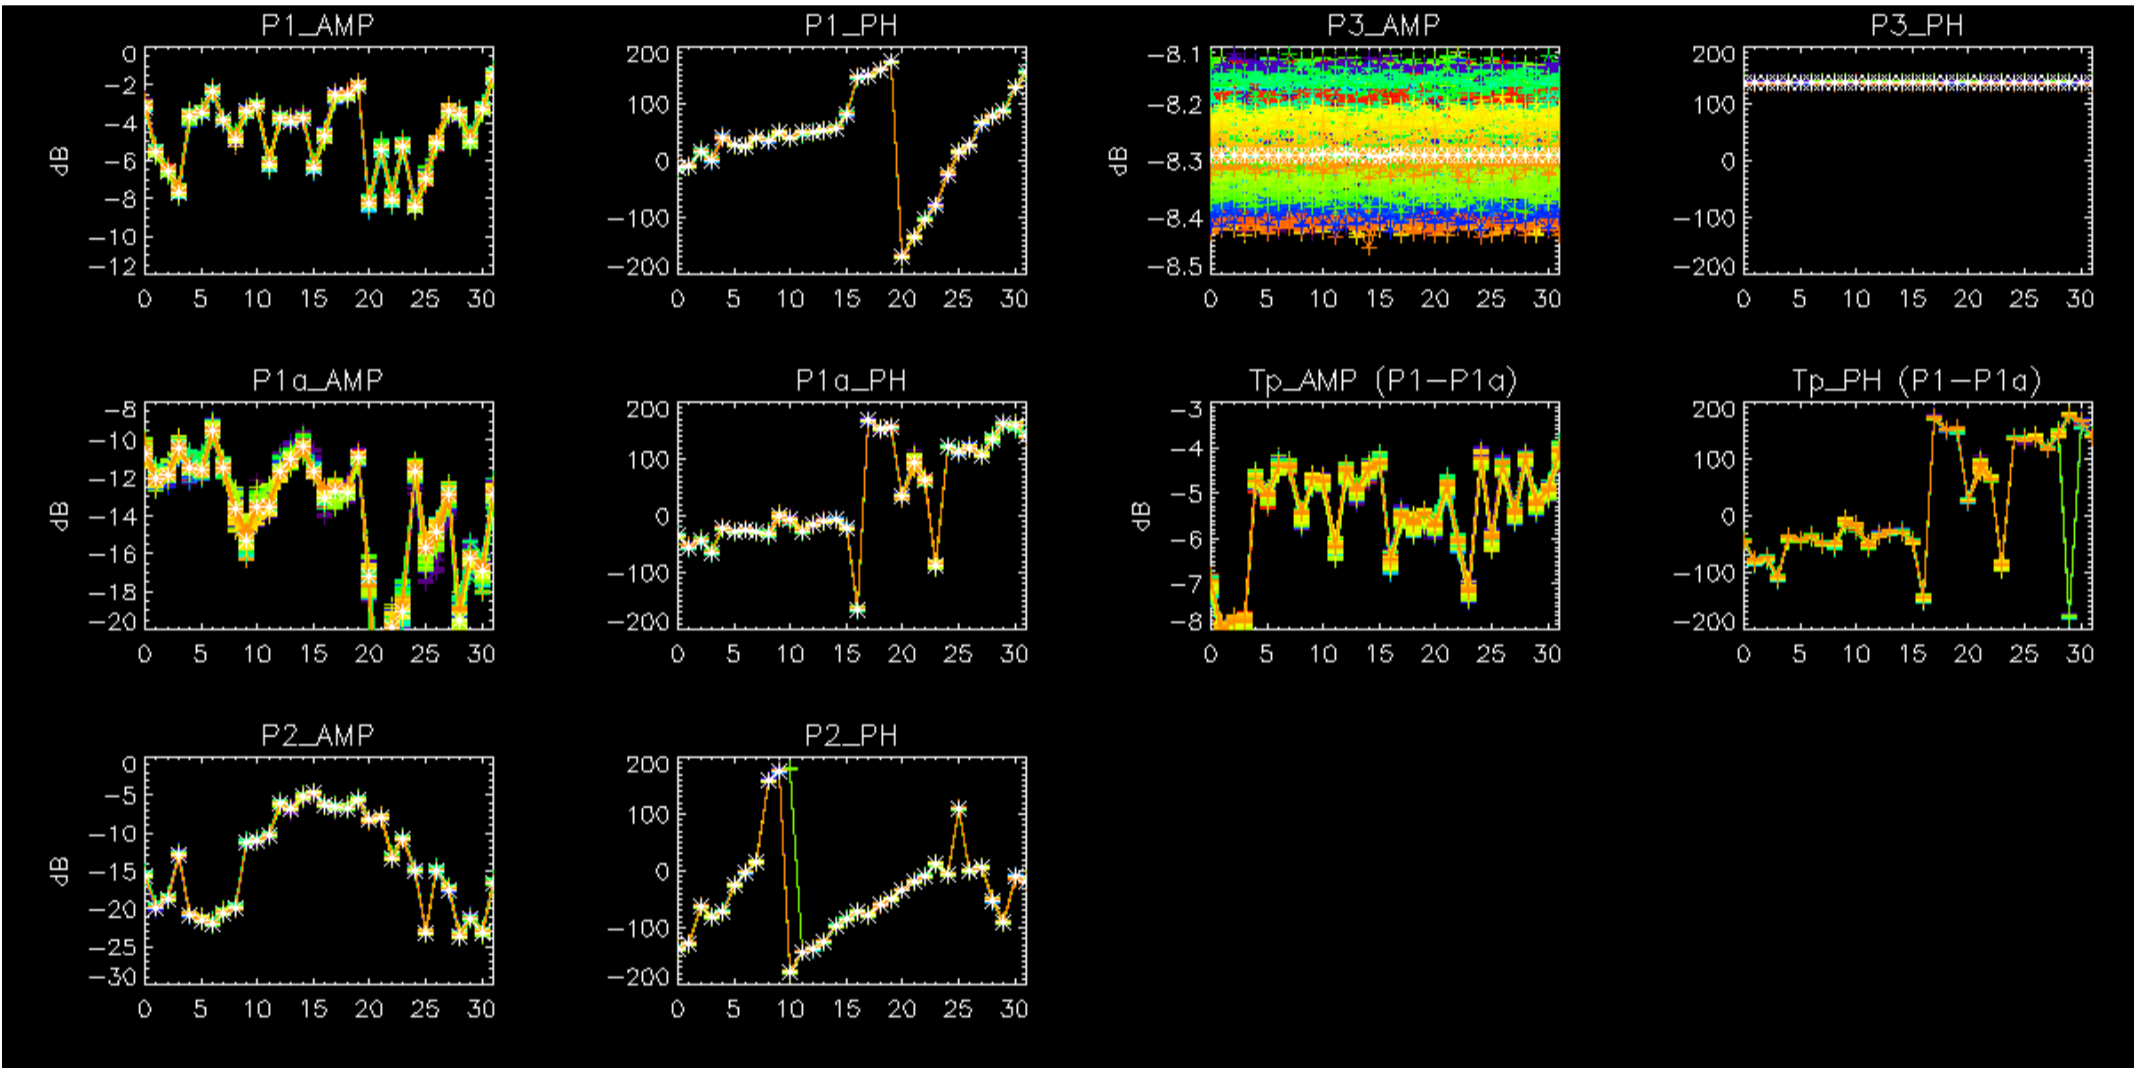 P1_AMP
0
−2
−4
−6
−8
−10
−12
dB
0 5 10 15 20 25 30
P1_PH
200
100
0
−100
−200
0 5 10 15 20 25 30
P3_AMP
−8.1
−8.2
−8.3
−8.4
−8.5
dB
0 5 10 15 20 25 30
P3_PH
200
100
0
−100
−200
0 5 10 15 20 25 30
P1a_AMP
−8
−10
−12
−14
−16
−18
−20
dB
0 5 10 15 20 25 30
P1a_PH
200
100
0
−100
−200
0 5 10 15 20 25 30
Tp_AMP (P1−P1a)
−3
−4
−5
−6
−7
−8
dB
0 5 10 15 20 25 30
Tp_PH (P1−P1a)
200
100
0
−100
−200
0 5 10 15 20 25 30
P2_AMP
0
−5
−10
−15
−20
−25
−30
dB
0 5 10 15 20 25 30
P2_PH
200
100
0
−100
−200
0 5 10 15 20 25 30